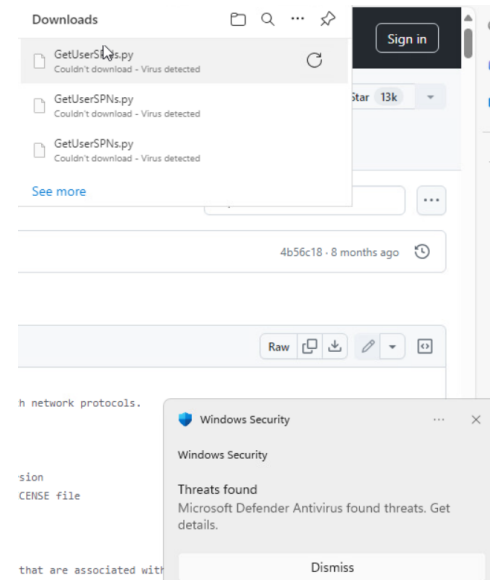 Downloads
Sign in
GetUserSPNs.py
Couldn't download - Virus detected
Star 13k
GetUserSPNs.py
Couldn't download - Virus detected
GetUserSPNs.py
Couldn't download - Virus detected
See more
4b56c18 · 8 months ago
Raw
h network protocols.
Windows Security
Windows Security
sion
Threats found
CENSE file
Microsoft Defender Antivirus found threats. Get
details.
that are associated with
Dismiss